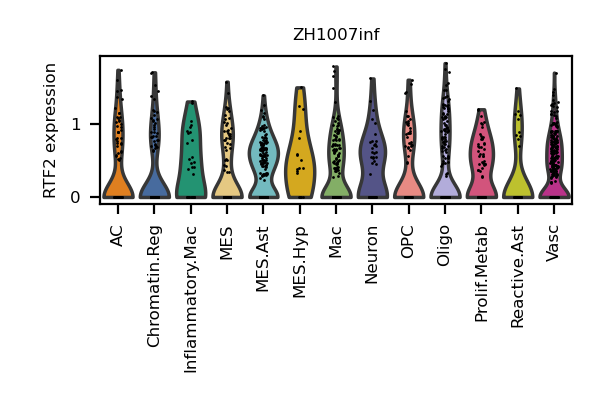 ZH1007inf
RTF2 expression
1
0
AC
Chromatin.Reg
Inflammatory.Mac
MES
MES.Ast
MES.Hyp
Mac
Neuron
OPC
Oligo
Prolif.Metab
Reactive.Ast
Vasc